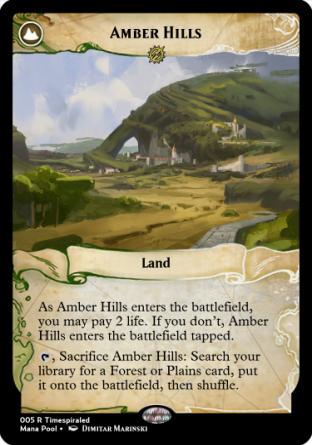 AMBER HILLS
Land
As Amber Hills enters the battlefield,
you may pay 2 life. If you don't, Amber
Hills enters the battlefield tapped.
, Sacrifice Amber Hills: Search your
library for a Forest or Plains card, put
it onto the battlefield, then shuffle.
005 R Timespiraled
Mana Pool • DIMITAR MARINSKI